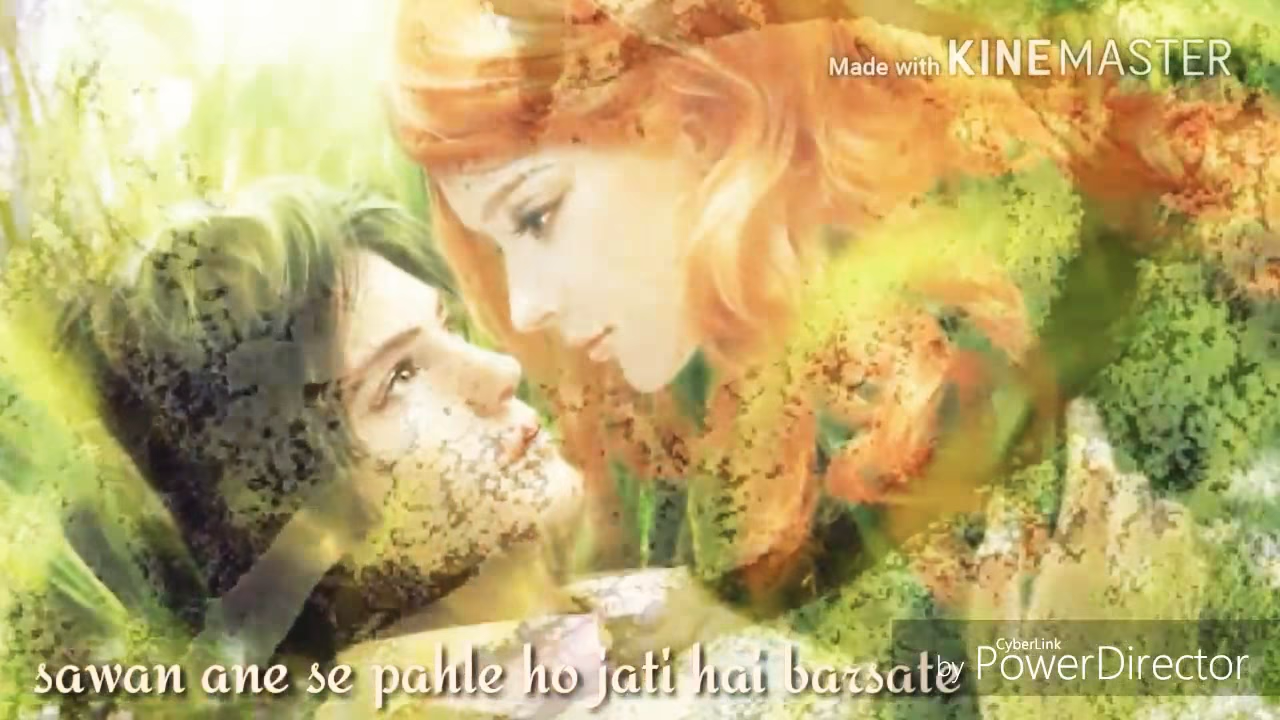 Made with KINEMASTER
sawan ane se pahle ho jati hai barsate
CyberLink
by PowerDirector